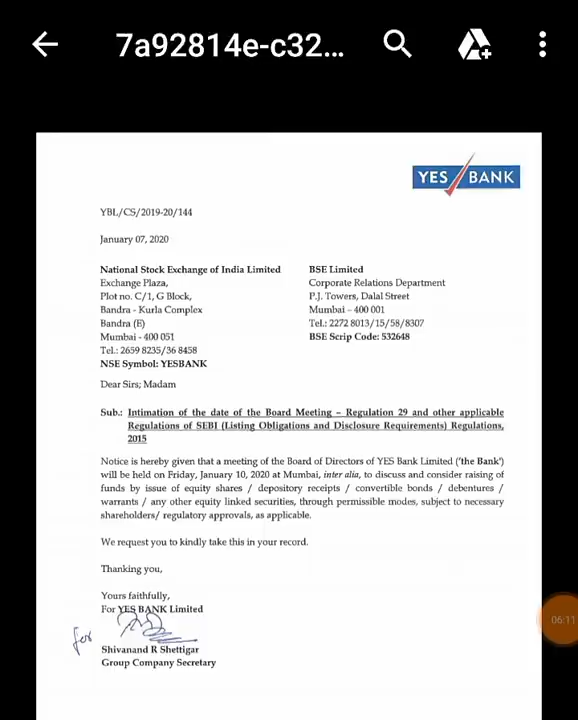 7a92814e-c32...
YES BANK
YBL/CS/2019-20/144
January 07, 2020
National Stock Exchange of India Limited
Exchange Plaza,
Plot no. C/1, G Block,
Bandra - Kurla Complex
Bandra (E)
Mumbai - 400 051
Tel.: 2659 8235/36 8458
NSE Symbol: YESBANK
BSE Limited
Corporate Relations Department
P.J. Towers, Dalal Street
Mumbai – 400 001
Tel.: 2272 8013/15/58/8307
BSE Scrip Code: 532648
Dear Sirs; Madam
Sub.: Intimation of the date of the Board Meeting – Regulation 29 and other applicable
Regulations of SEBI (Listing Obligations and Disclosure Requirements) Regulations,
2015
Notice is hereby given that a meeting of the Board of Directors of YES Bank Limited ('the Bank')
will be held on Friday, January 10, 2020 at Mumbai, inter alia, to discuss and consider raising of
funds by issue of equity shares / depository receipts / convertible bonds / debentures /
warrants / any other equity linked securities, through permissible modes, subject to necessary
shareholders/ regulatory approvals, as applicable.
We request you to kindly take this in your record.
Thanking you,
Yours faithfully,
For YES BANK Limited
for
Shivanand R Shettigar
Group Company Secretary
06:11